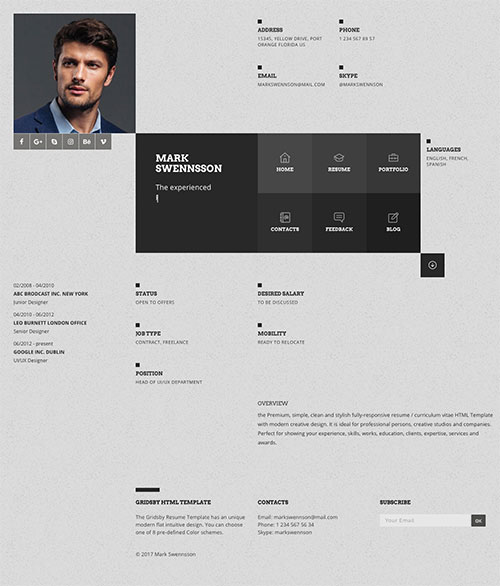 ADDRESS
15345, YELLOW DRIVE, PORT
ORANGE FLORIDA US
PHONE
1 234 567 89 57
EMAIL
MARKSWENNSON@MAIL.COM
SKYPE
@MARKSWENNSON
f G+ Bē
MARK
SWENNSSON
The experienced
HOME
RESUME
PORTFOLIO
CONTACTS
FEEDBACK
BLOG
LANGUAGES
ENGLISH, FRENCH,
SPANISH
02/2008 - 04/2010
ABC BRODCAST INC. NEW YORK
Junior Designer
04/2010 - 06/2012
LEO BURNETT LONDON OFFICE
Senior Designer
06/2012 - present
GOOGLE INC. DUBLIN
UI/UX Designer
STATUS
OPEN TO OFFERS
DESIRED SALARY
TO BE DISCUSSED
JOB TYPE
CONTRACT, FREELANCE
MOBILITY
READY TO RELOCATE
POSITION
HEAD OF UI/UX DEPARTMENT
OVERVIEW
the Premium, simple, clean and stylish fully-responsive resume / curriculum vitae HTML Template
with modern creative design. It is ideal for professional persons, creative studios and companies.
Perfect for showing your experience, skills, works, education, clients, expertise, services and
awards.
GRIDSBY HTML TEMPLATE
The Gridsby Resume Template has an unique
modern flat intuitive design. You can choose
one of 8 pre-defined Color schemes.
CONTACTS
Email: markswennson@mail.com
Phone: 1 234 567 56 34
Skype: markswennson
SUBSCRIBE
Your Email
OK
© 2017 Mark Swennsson